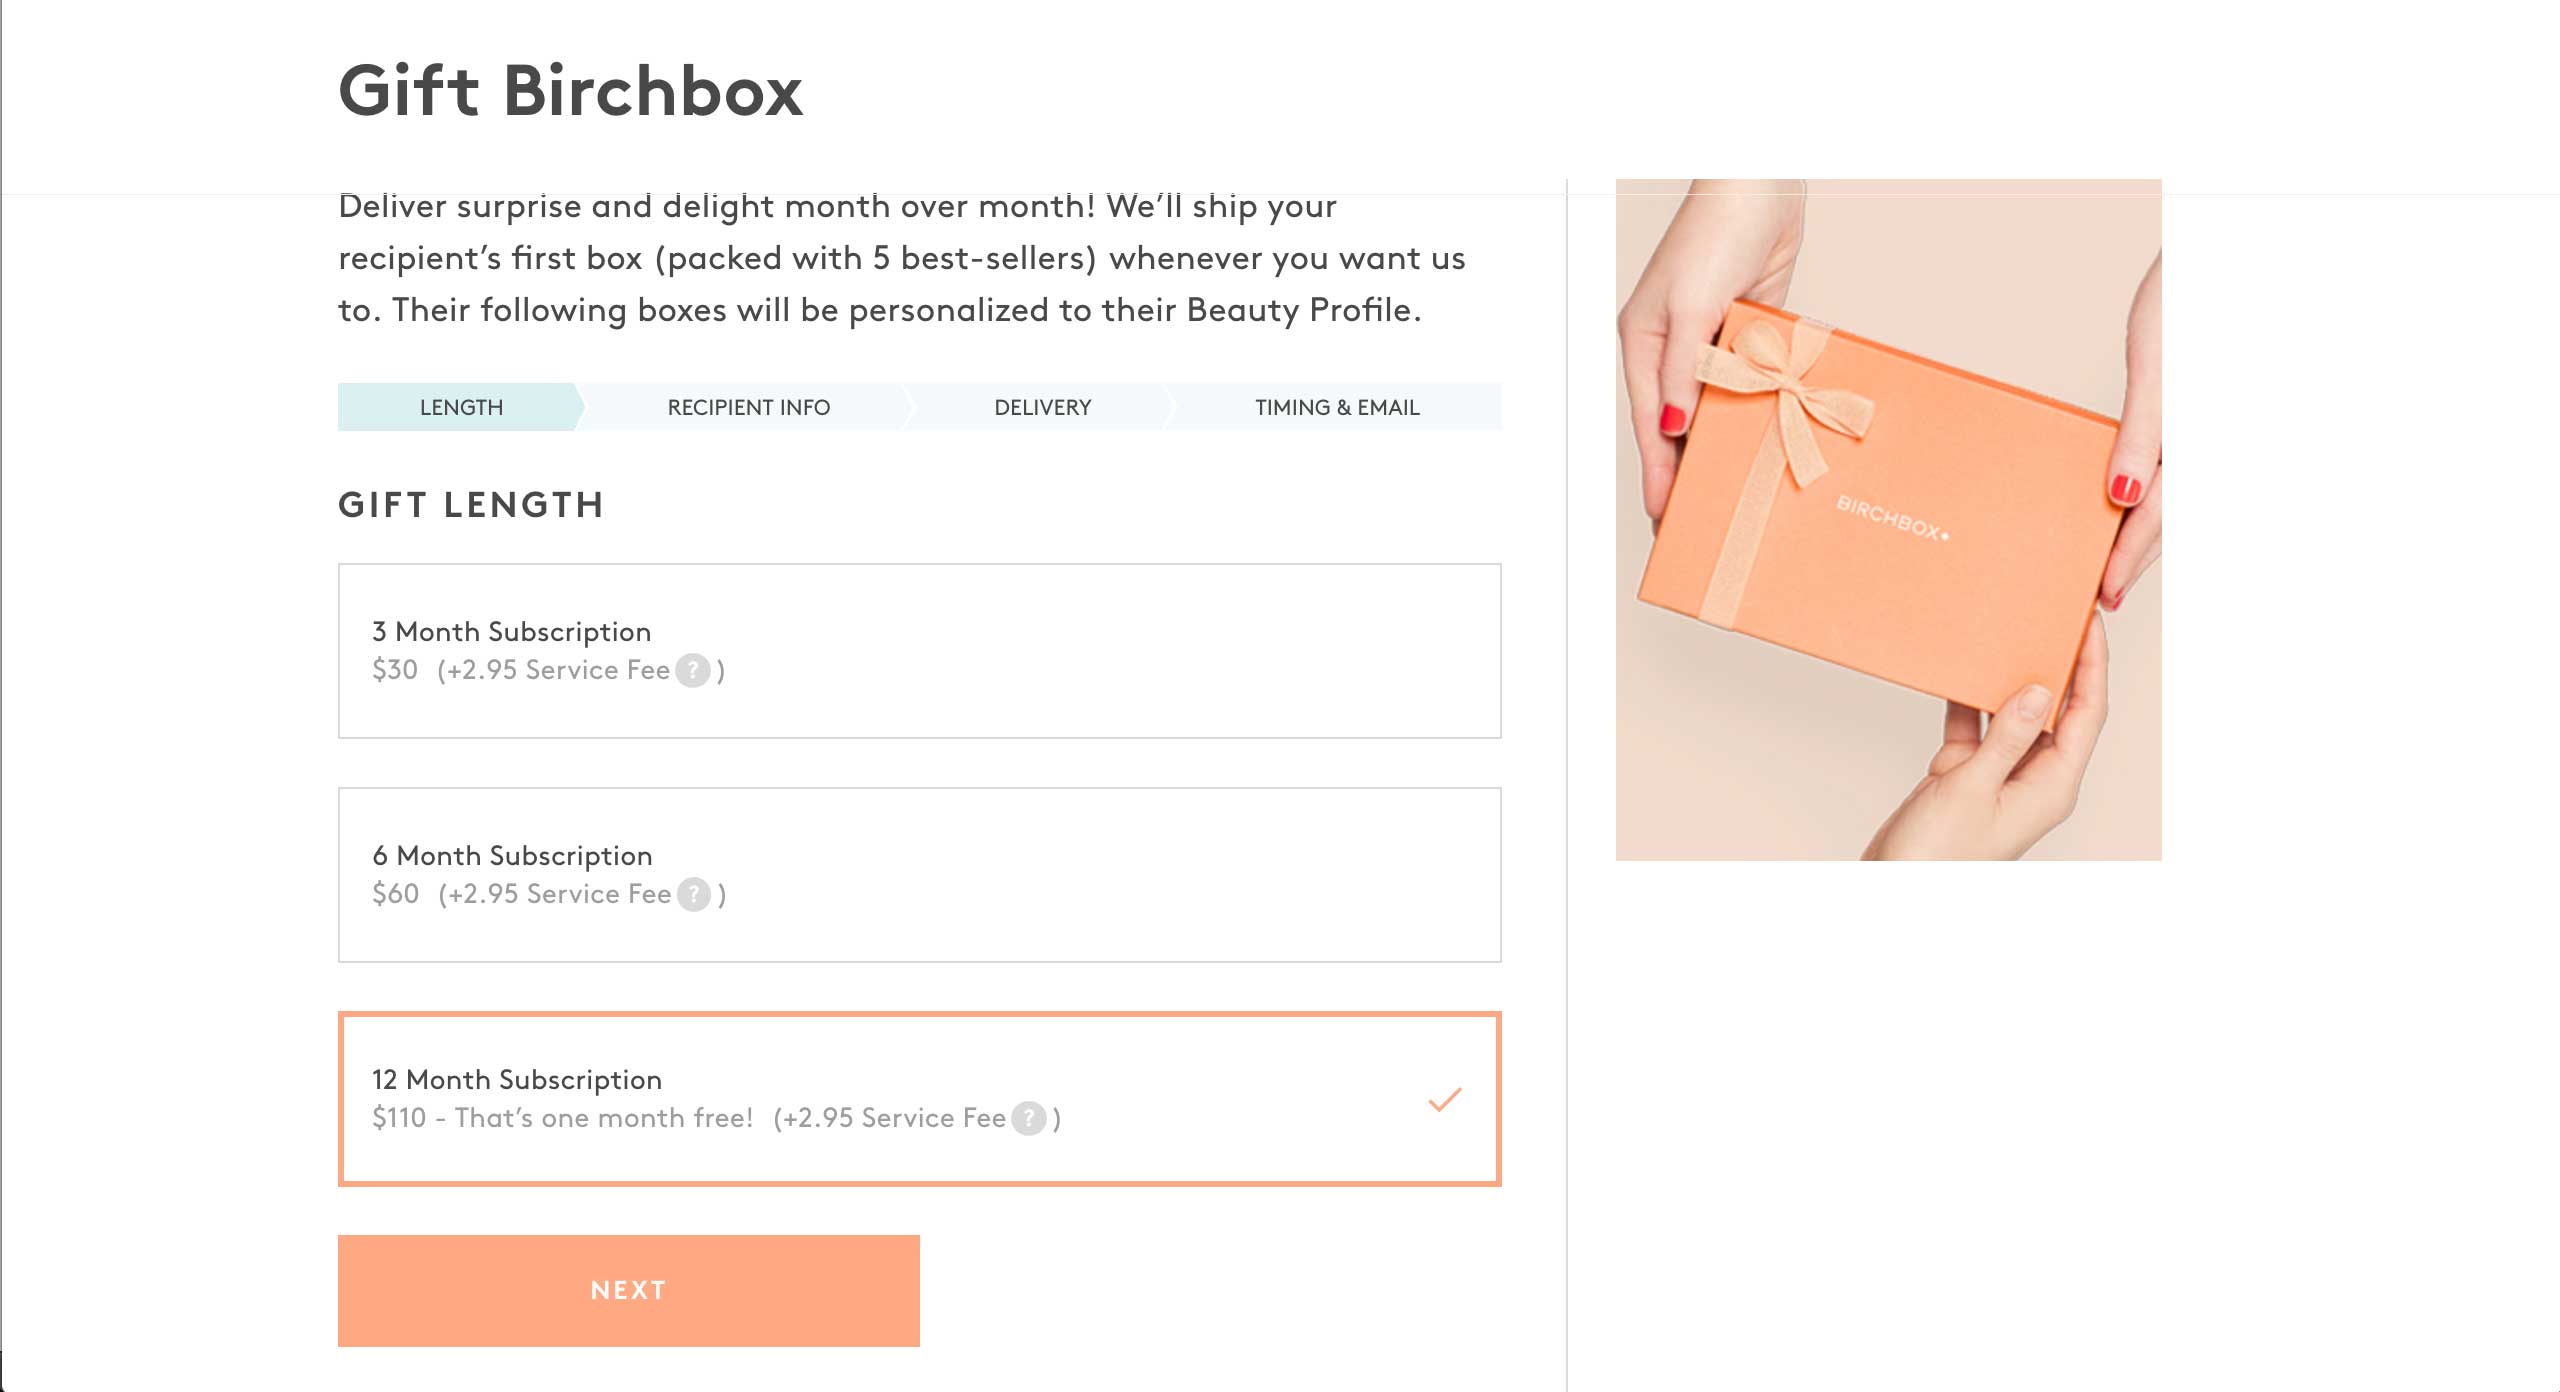 Gift Birchbox
Deliver surprise and delight month over month! We’ll ship your
recipient’s first box (packed with 5 best-sellers) whenever you want us
to. Their following boxes will be personalized to their Beauty Profile.
LENGTH
RECIPIENT INFO
DELIVERY
TIMING & EMAIL
GIFT LENGTH
3 Month Subscription
$30 (+2.95 Service Fee ? )
6 Month Subscription
$60 (+2.95 Service Fee ? )
12 Month Subscription
$110 - That’s one month free! (+2.95 Service Fee ? )
NEXT
BIRCHBOX